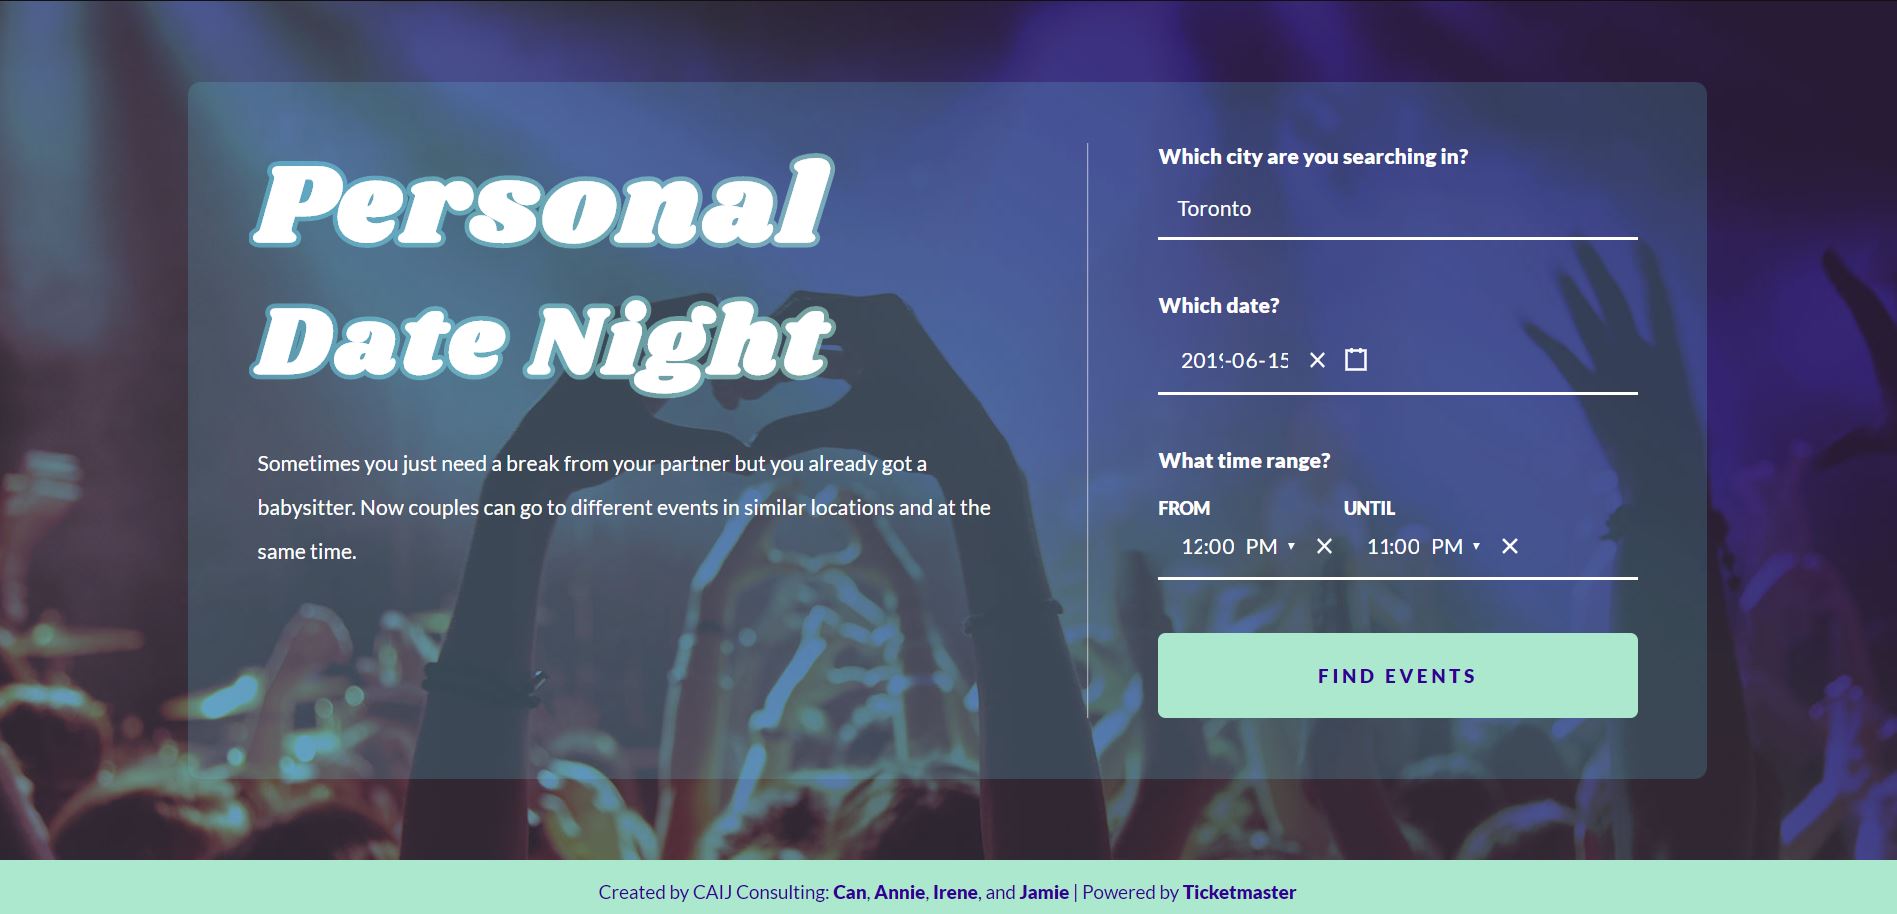 Personal
Date Night
Sometimes you just need a break from your partner but you already got a
babysitter. Now couples can go to different events in similar locations and at the
same time.
Which city are you searching in?
Toronto
Which date?
2019-06-15
What time range?
FROM UNTIL
12:00 PM 11:00 PM
FIND EVENTS
Created by CAIJ Consulting: Can, Annie, Irene, and Jamie | Powered by Ticketmaster